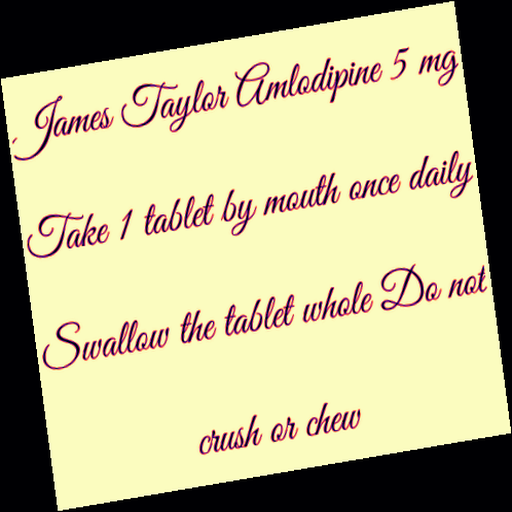 James Taylor Amlodipine 5 mg
Take 1 tablet by mouth once daily
Swallow the tablet whole Do not
crush or chew